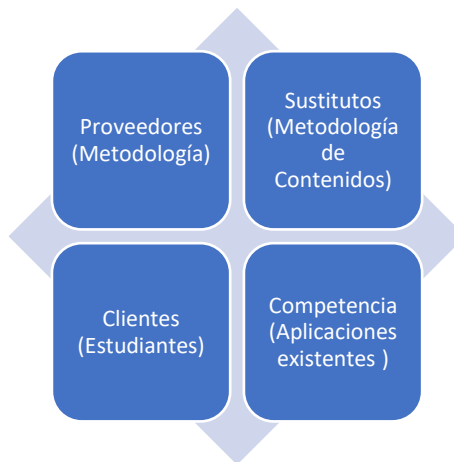 Proveedores
(Metodología)
Sustitutos
(Metodología
de
Contenidos)
Clientes
(Estudiantes)
Competencia
(Aplicaciones
existentes )